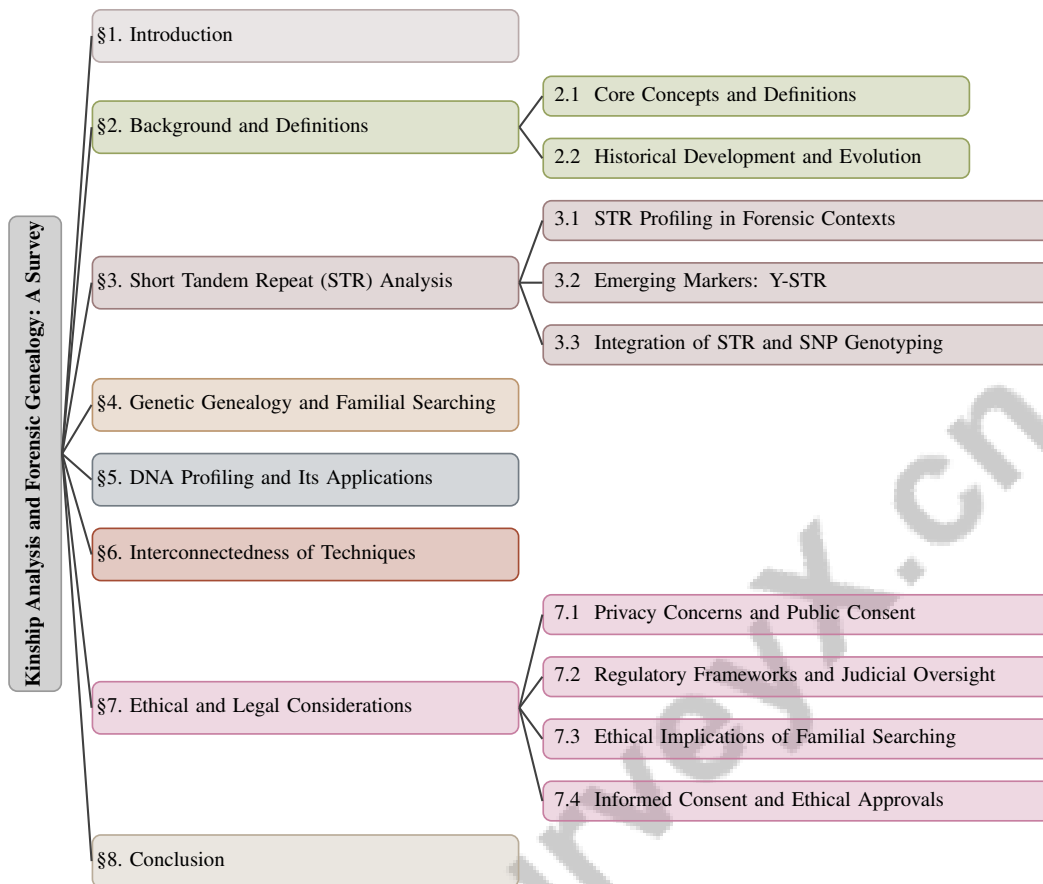 Kinship Analysis and Forensic Genealogy: A Survey
§1. Introduction
§2. Background and Definitions
2.1 Core Concepts and Definitions
2.2 Historical Development and Evolution
§3. Short Tandem Repeat (STR) Analysis
3.1 STR Profiling in Forensic Contexts
3.2 Emerging Markers: Y-STR
3.3 Integration of STR and SNP Genotyping
§4. Genetic Genealogy and Familial Searching
§5. DNA Profiling and Its Applications
§6. Interconnectedness of Techniques
§7. Ethical and Legal Considerations
7.1 Privacy Concerns and Public Consent
7.2 Regulatory Frameworks and Judicial Oversight
7.3 Ethical Implications of Familial Searching
7.4 Informed Consent and Ethical Approvals
§8. Conclusion
rveyx.cn